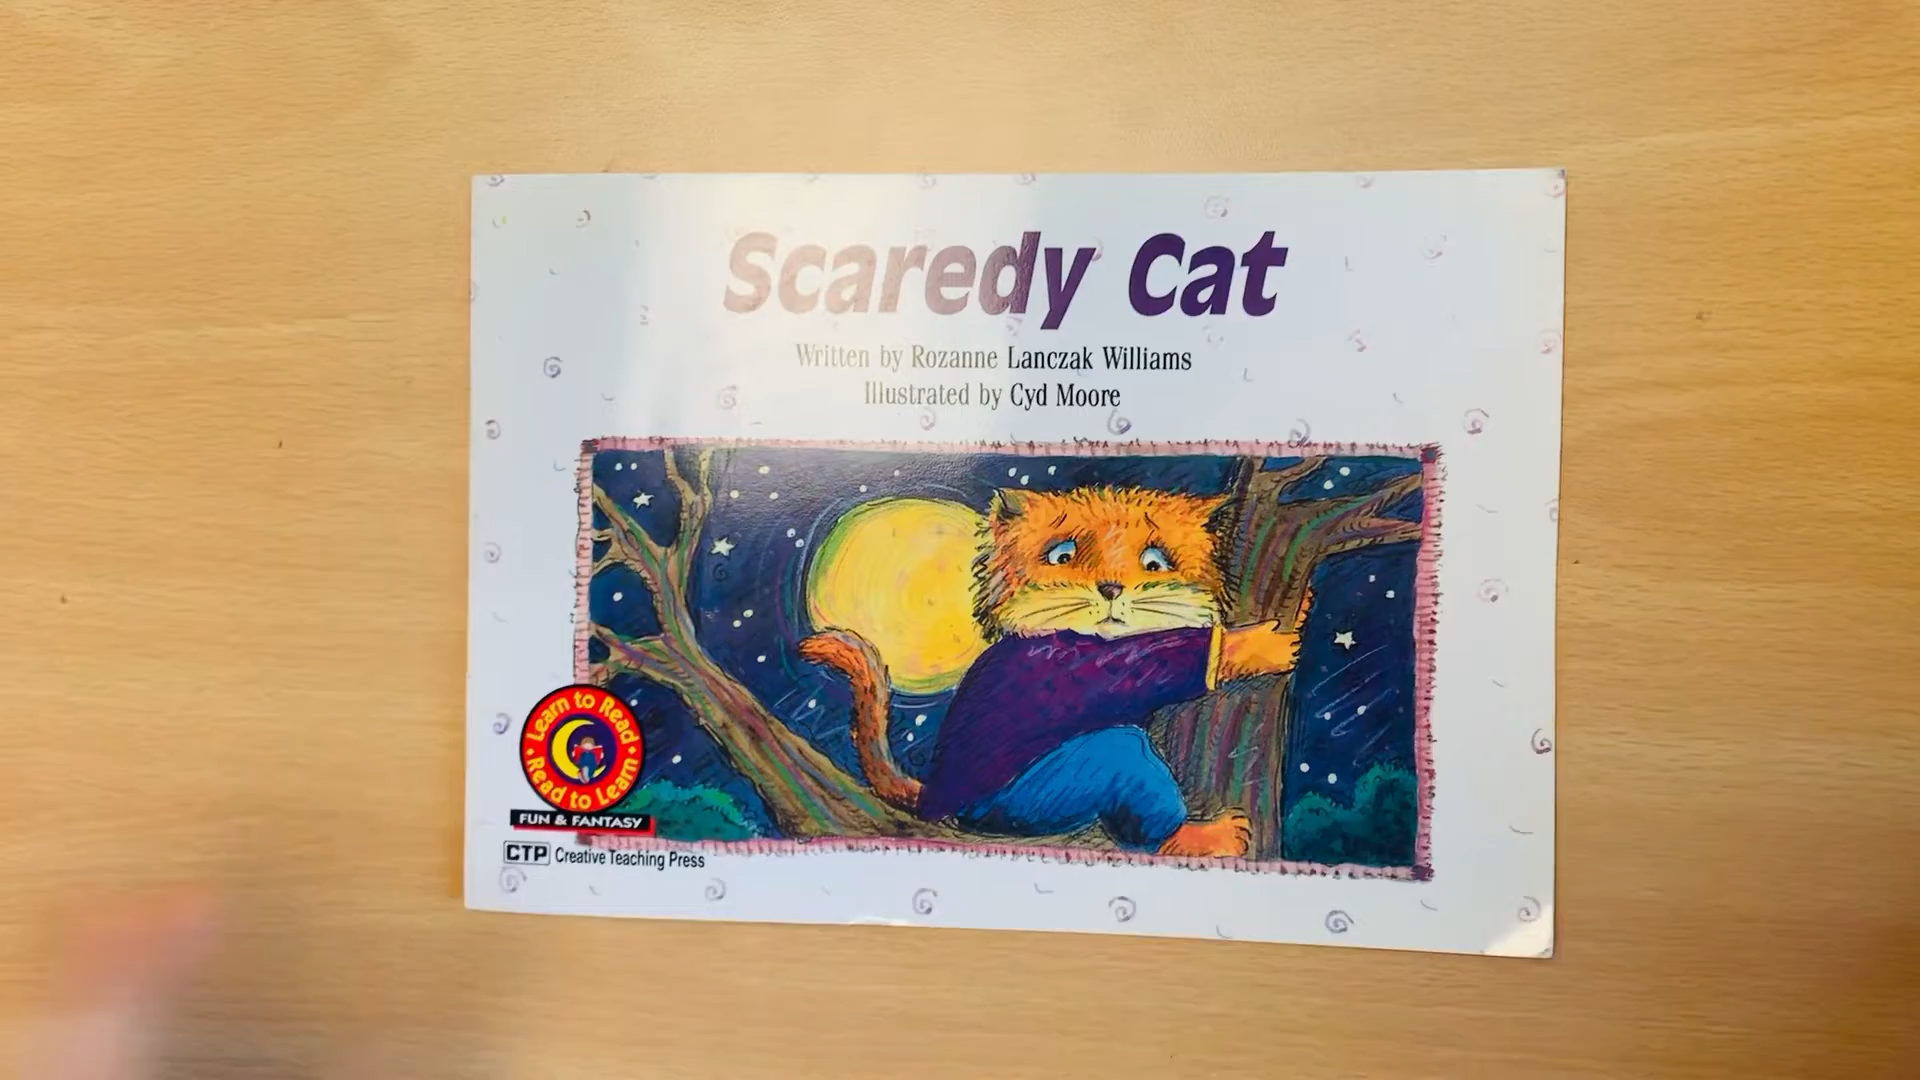 Scaredy Cat
Written by Rozanne Lanczak Williams
Illustrated by Cyd Moore
Learn to Read
Read to Learn
FUN & FANTASY
CTP Creative Teaching Press